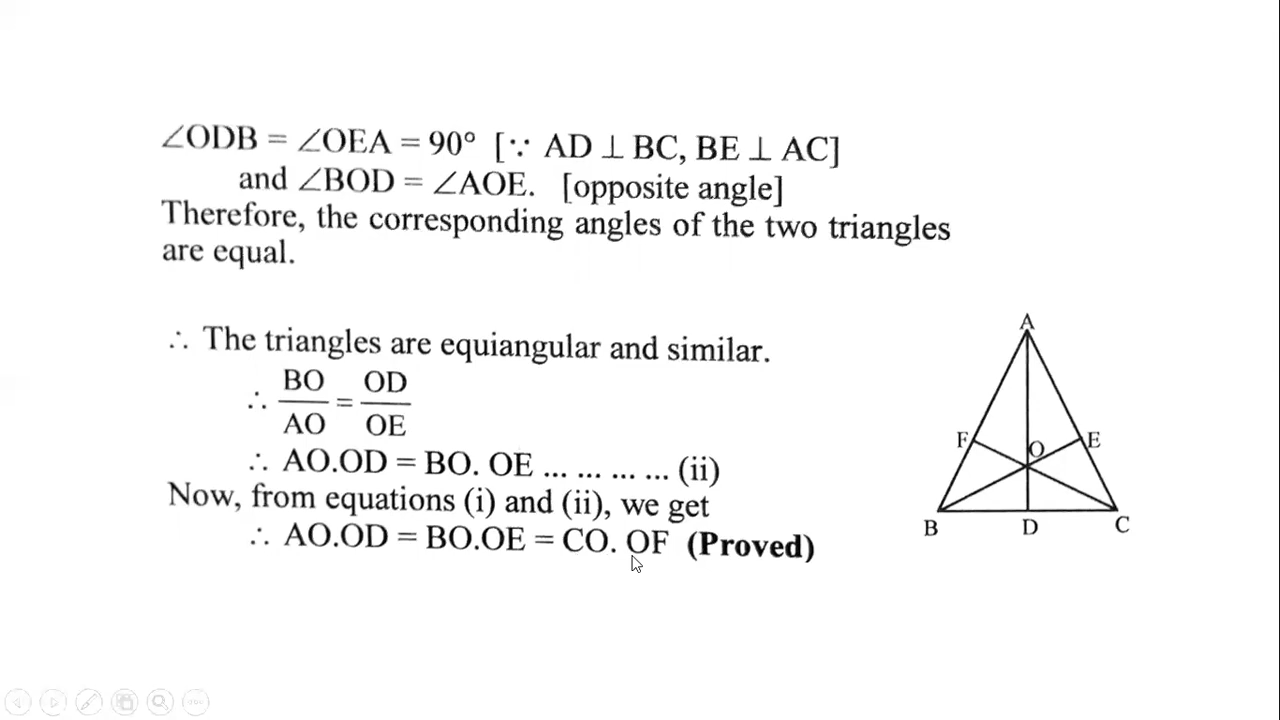 ∠ODB = ∠OEA = 90° [∵ AD ⊥ BC, BE ⊥ AC]
and ∠BOD = ∠AOE. [opposite angle]
Therefore, the corresponding angles of the two triangles
are equal.
∴ The triangles are equiangular and similar.
∴ BO/AO = OD/OE
∴ AO.OD = BO. OE ... ... ... ... (ii)
Now, from equations (i) and (ii), we get
∴ AO.OD = BO.OE = CO. OF (Proved)
A
F O E
B D C